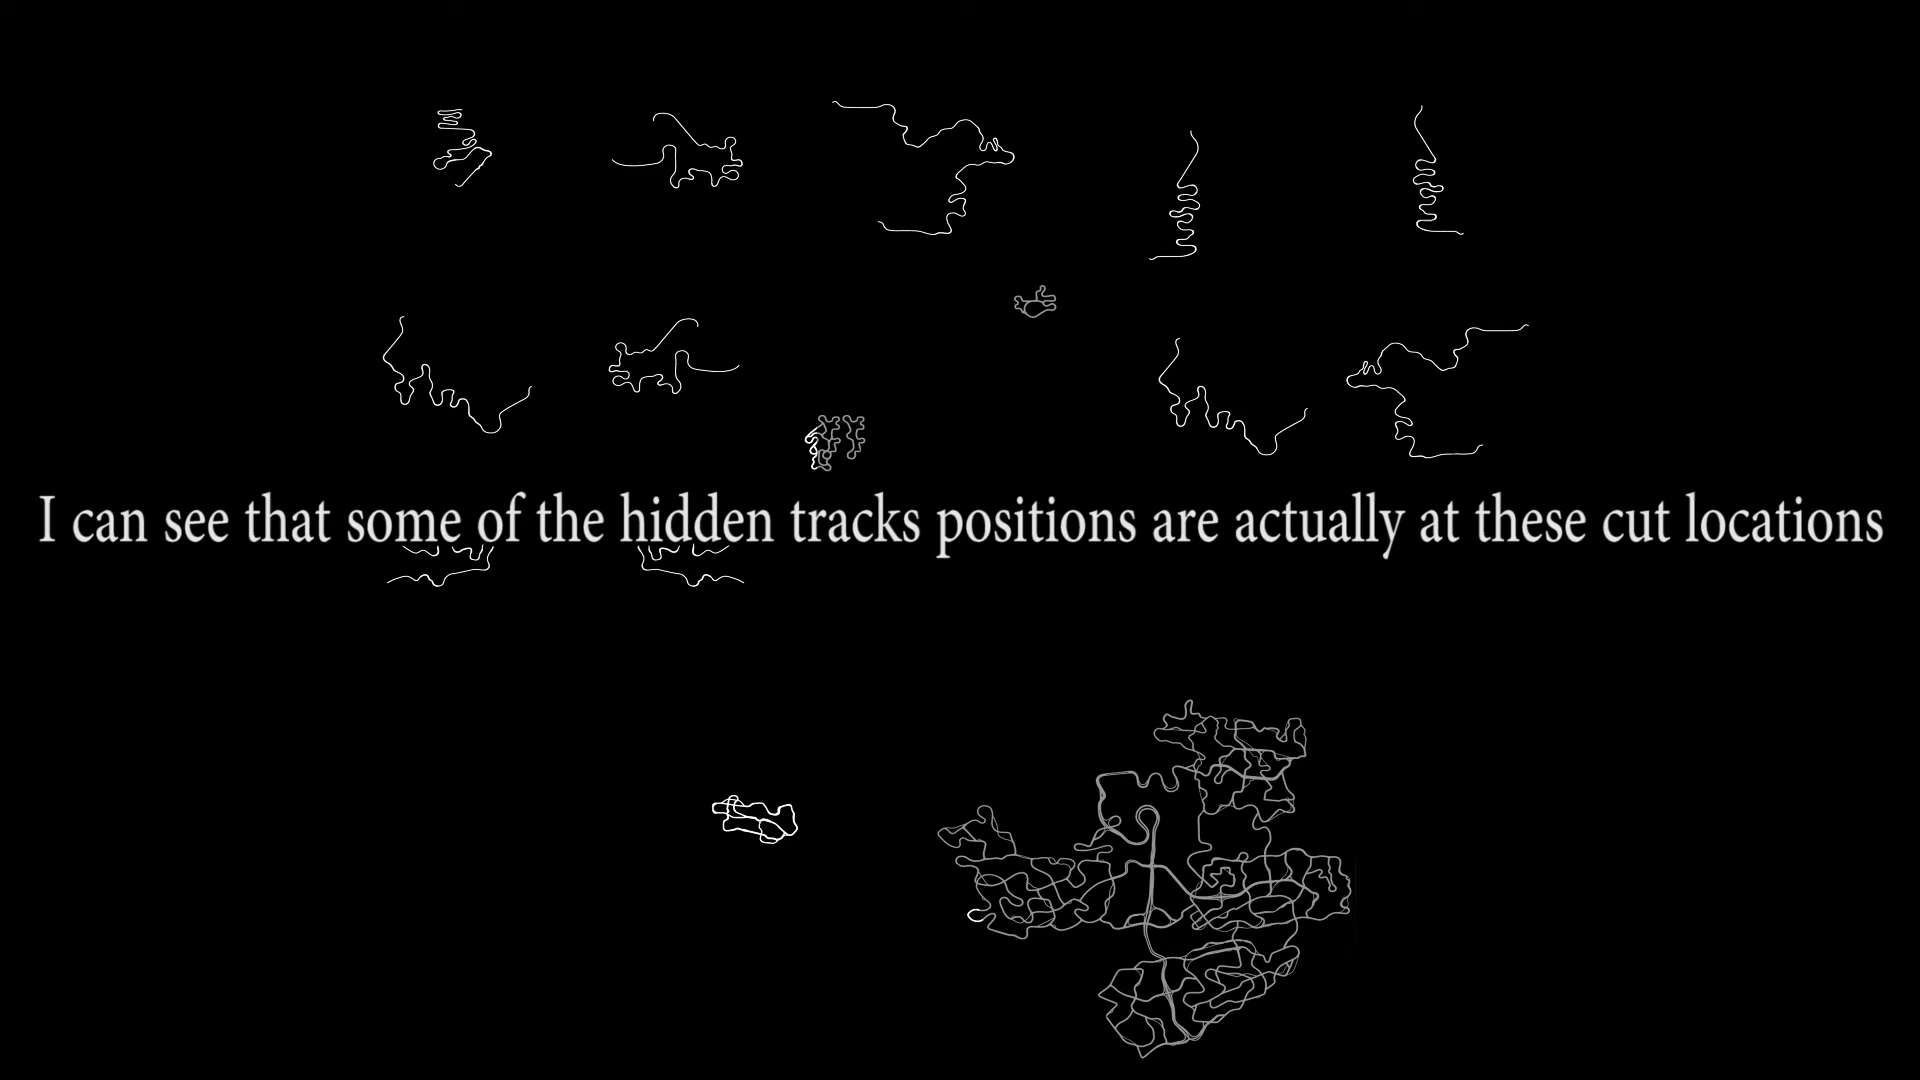 I can see that some of the hidden tracks positions are actually at these cut locations